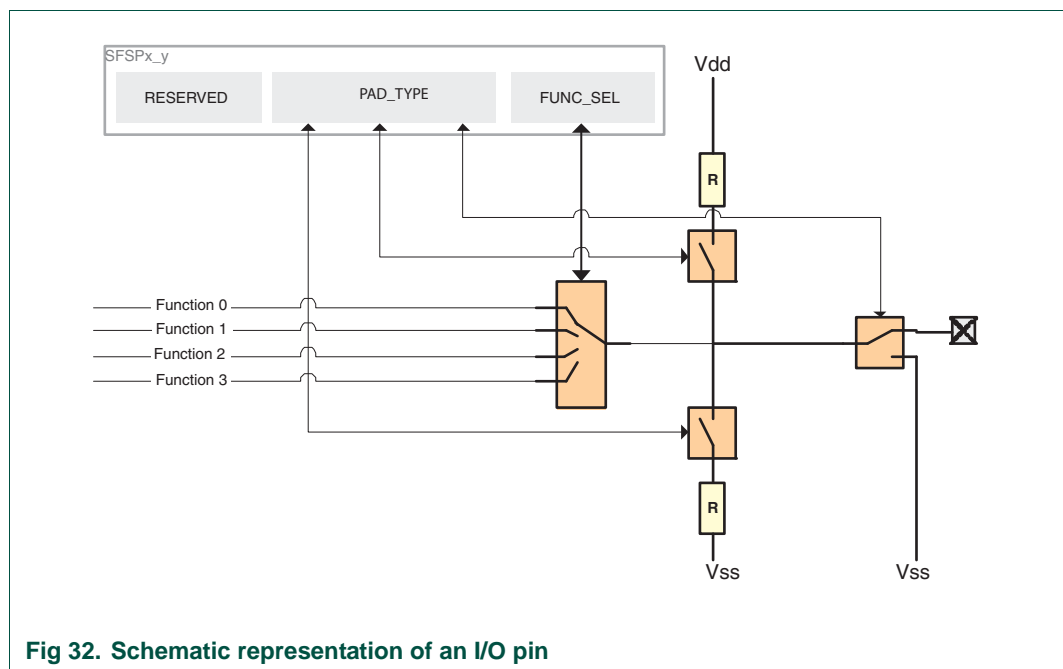 SFSPx_y
RESERVED
PAD_TYPE
FUNC_SEL
Vdd
R
Function 0
Function 1
Function 2
Function 3
R
Vss
Vss
Fig 32. Schematic representation of an I/O pin